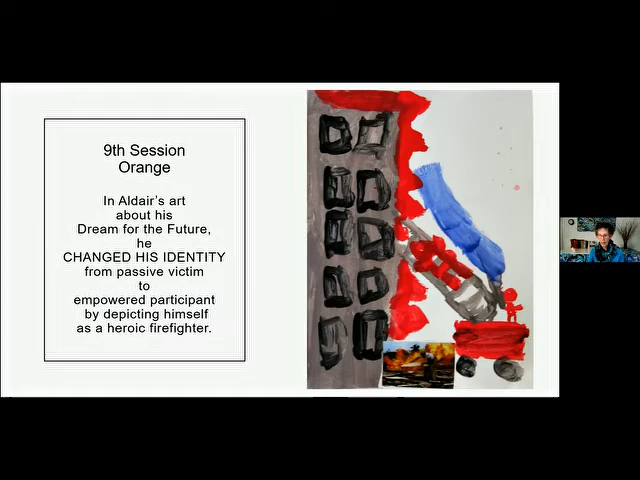 9th Session
Orange
In Aldair's art
about his
Dream for the Future,
he
CHANGED HIS IDENTITY
from passive victim
to
empowered participant
by depicting himself
as a heroic firefighter.